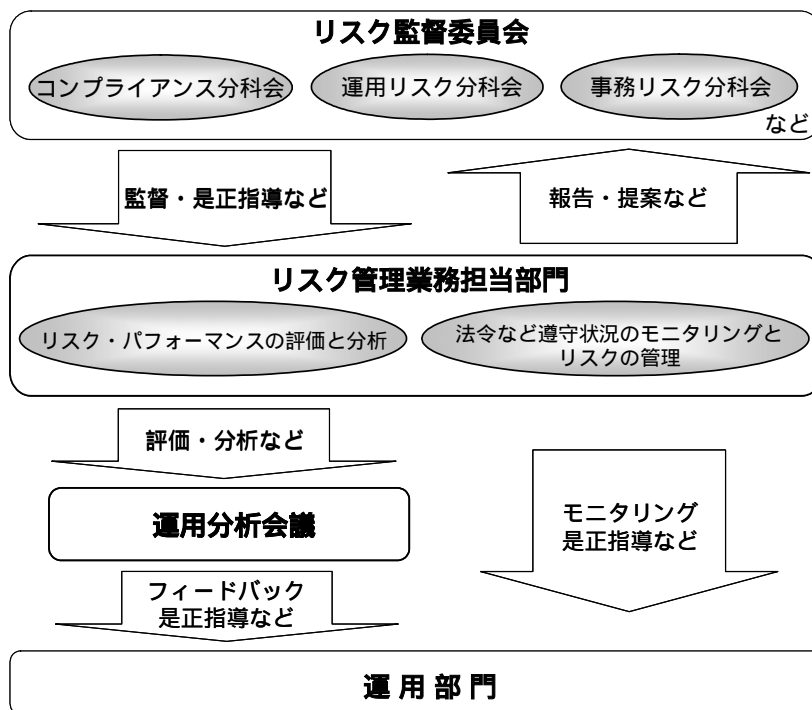 リスク監督委員会
コンプライアンス分科会
運用リスク分科会
事務リスク分科会
など
監督・是正指導など
報告・提案など
リスク管理業務担当部門
リスク・パフォーマンスの評価と分析
法令など遵守状況のモニタリングと
リスクの管理
評価・分析など
運用分析会議
モニタリング
是正指導など
フィードバック
是正指導など
運 用 部 門